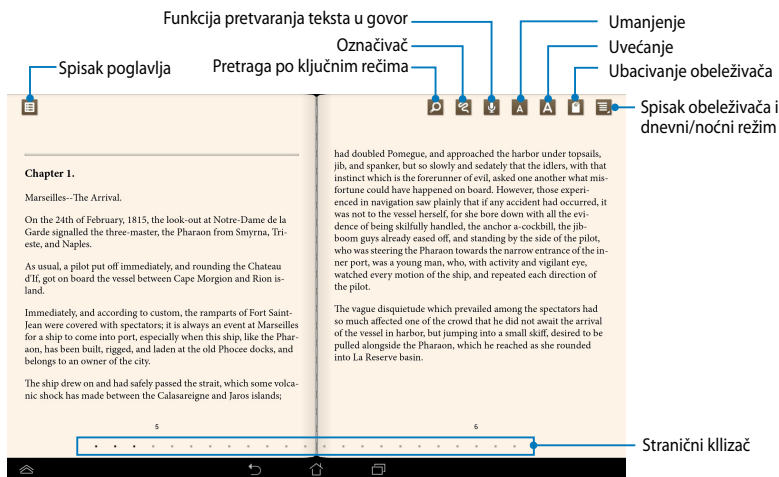 Funkcija pretvaranja teksta u govor
Označivač
Pretraga po ključnim rečima
Spisak poglavlja
Umanjenje
Uvećanje
Ubacivanje obeleživača
Spisak obeleživača i
dnevni/noćni režim
A
A
Chapter 1.
Marseilles--The Arrival.
On the 24th of February, 1815, the look-out at Notre-Dame de la
Garde signalled the three-master, the Pharaon from Smyrna, Tri-
este, and Naples.
As usual, a pilot put off immediately, and rounding the Chateau
d'If, got on board the vessel between Cape Morgion and Rion is-
land.
Immediately, and according to custom, the ramparts of Fort Saint-
Jean were covered with spectators; it is always an event at Marseilles
for a ship to come into port, especially when this ship, like the Phar-
aon, has been built, rigged, and laden at the old Phocee docks, and
belongs to an owner of the city.
The ship drew on and had safely passed the strait, which some volca-
nic shock has made between the Calasareigne and Jaros islands;
5
had doubled Pomegue, and approached the harbor under topsails,
jib, and spanker, but so slowly and sedately that the idlers, with that
instinct which is the forerunner of evil, asked one another what mis-
fortune could have happened on board. However, those experi-
enced in navigation saw plainly that if any accident had occurred, it
was not to the vessel herself, for she bore down with all the evi-
dence of being skilfully handled, the anchor a-cockbill, the jib-
boom guys already eased off, and standing by the side of the pilot,
who was steering the Pharaon towards the narrow entrance of the in-
ner port, was a young man, who, with activity and vigilant eye,
watched every motion of the ship, and repeated each direction of
the pilot.
The vague disquietude which prevailed among the spectators had
so much affected one of the crowd that he did not await the arrival
of the vessel in harbor, but jumping into a small skiff, desired to be
pulled alongside the Pharaon, which he reached as she rounded
into La Reserve basin.
6
Stranični kllizač